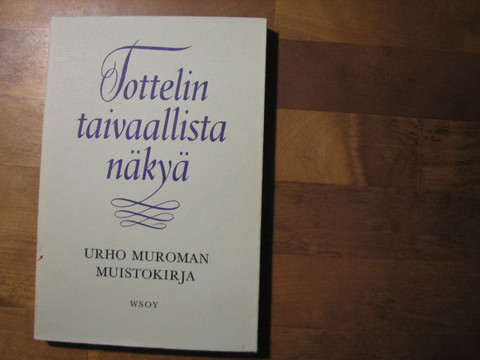 Tottelin
taivaallista
näkyä
URHO MUROMAN
MUISTOKIRJA
WSOY